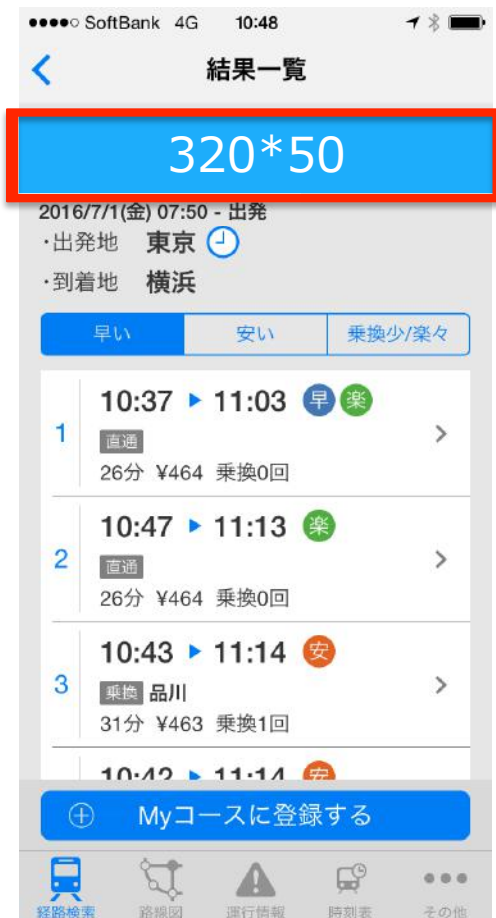 SoftBank 4G 10:48
結果一覧
320*50
2016/7/1(金) 07:50 - 出発
・出発地 東京
・到着地 横浜
早い 安い 乗換少/楽々
10:37 ▶ 11:03 早 楽
1
直通
26分 ¥464 乗換0回
10:47 ▶ 11:13 楽
2
直通
26分 ¥464 乗換0回
10:43 ▶ 11:14 安
3
乗換 品川
31分 ¥463 乗換1回
10:42 ▶ 11:14 安
Myコースに登録する
経路検索 路線図 運行情報 時刻表 その他